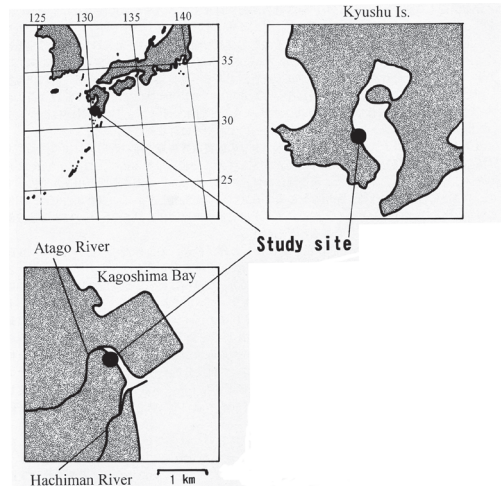 125 130 135 140
35
30
25
Kyushu Is.
Study site
Atago River
Kagoshima Bay
Hachiman River
1 km